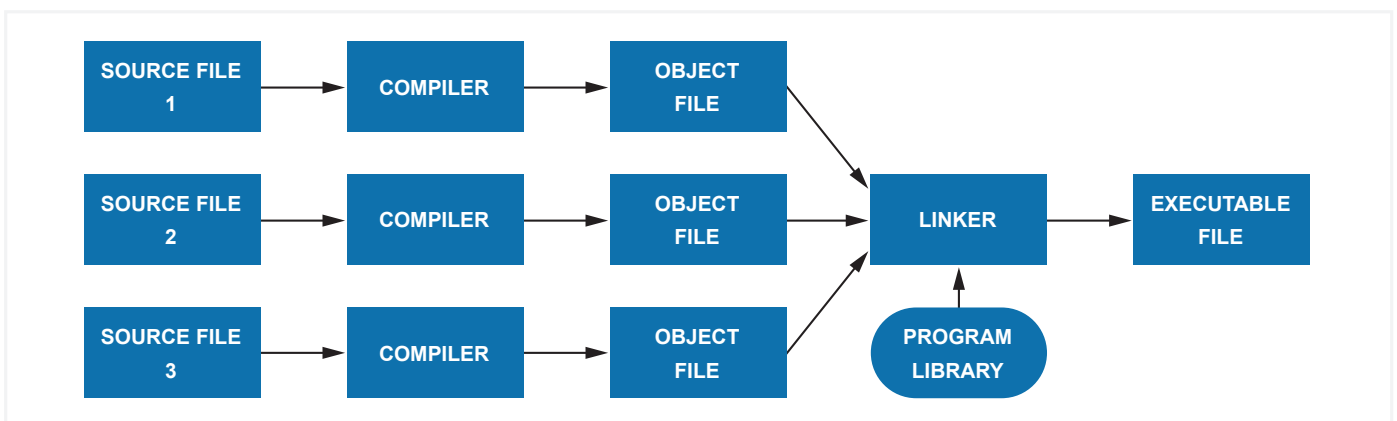 SOURCE FILE
1
COMPILER
OBJECT
FILE
SOURCE FILE
2
COMPILER
OBJECT
FILE
LINKER
EXECUTABLE
FILE
SOURCE FILE
3
COMPILER
OBJECT
FILE
PROGRAM
LIBRARY